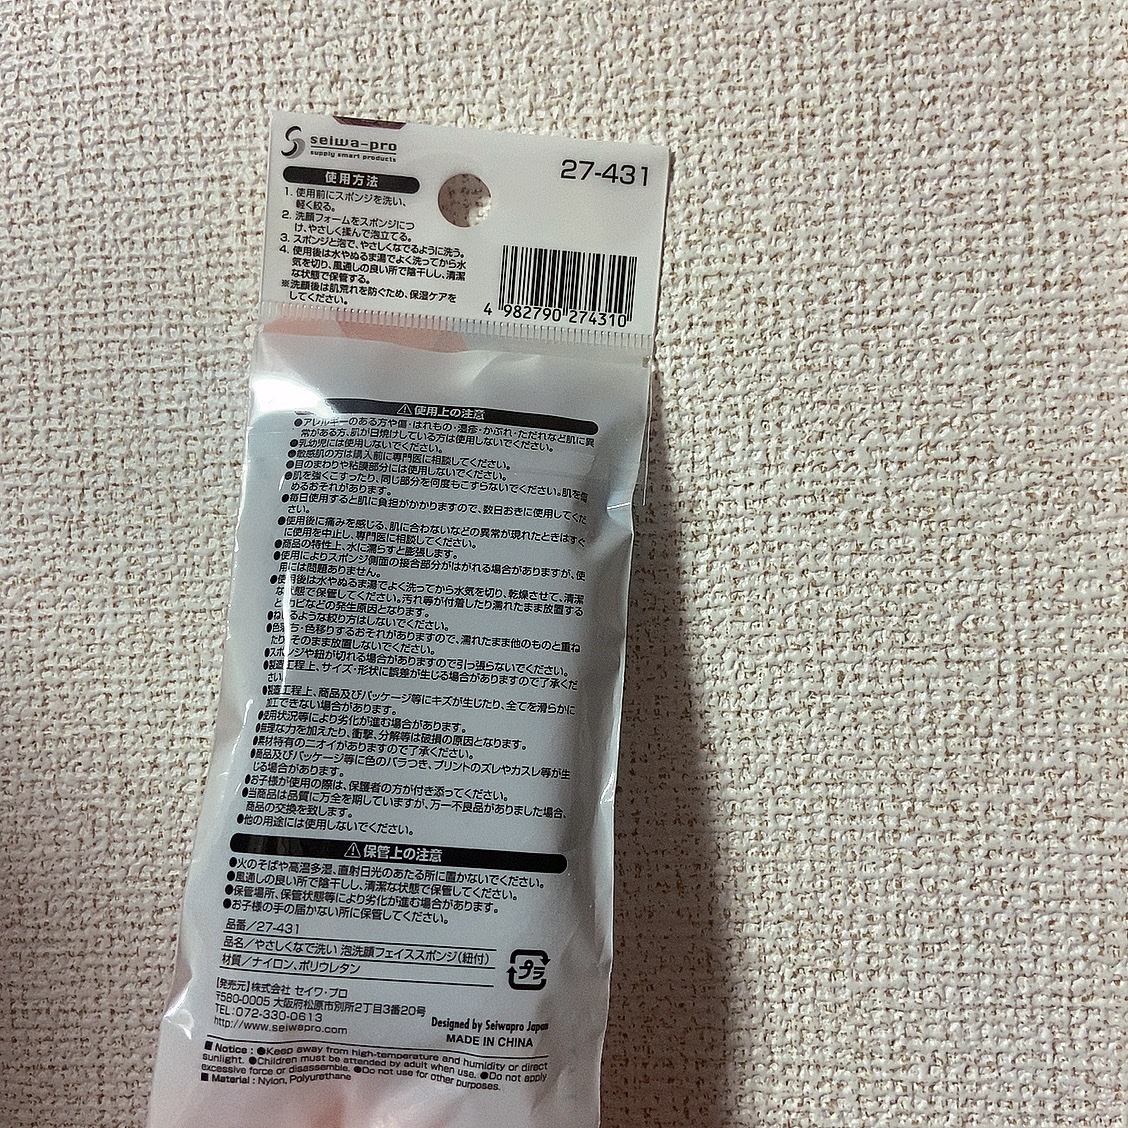 seiwa-pro
supply smart products
27-431
使用方法
1. 使用前にスポンジを洗い、
軽く絞る。
2. 洗顔フォームをスポンジにつ
け、やさしく揉んで泡立てる。
3. スポンジと泡で、やさしくなでるように洗う。
4. 使用後は水やぬるま湯でよく洗ってから水
気を切り、風通しの良い所で陰干しし、清潔
な状態で保管する。
※洗顔後は肌荒れを防ぐため、保湿ケアを
してください。
4 982790 274310
⚠使用上の注意
●アレルギーのある方や傷・はれもの・湿疹・かぶれ・ただれなど肌に異
常がある方、肌が日焼けしている方は使用しないでください。
●乳幼児には使用しないでください。
●敏感肌の方は購入前に専門医に相談してください。
●目のまわりや粘膜部分には使用しないでください。
●肌を強くこすったり、同じ部分を何度もこすらないでください。肌を傷
めるおそれがあります。
●毎日使用すると肌に負担がかかりますので、数日おきに使用してくだ
さい。
●使用後に痛みを感じる、肌に合わないなどの異常が現れたときはすぐ
に使用を中止し、専門医に相談してください。
●商品の特性上、水に濡らすと膨張します。
●使用によりスポンジ側面の接合部分がはがれる場合がありますが、使
用には問題ありません。
●使用後は水やぬるま湯でよく洗ってから水気を切り、乾燥させて、清潔
な状態で保管してください。汚れ等が付着したり濡れたまま放置する
とカビなどの発生原因となります。
●ねじるような絞り方はしないでください。
●色落ち・色移りするおそれがありますので、濡れたまま他のものと重ね
たり、そのまま放置しないでください。
●スポンジや紐が切れる場合がありますので引っ張らないでください。
●製造工程上、サイズ・形状に誤差が生じる場合がありますので了承くだ
さい。
●製造工程上、商品及びパッケージ等にキズが生じたり、全てを滑らかに
加工できない場合があります。
●使用状況等により劣化が進む場合があります。
●無理な力を加えたり、衝撃、分解等は破損の原因となります。
●素材特有のニオイがありますので了承ください。
●商品及びパッケージ等に色のバラつき、プリントのズレやカスレ等が生
じる場合があります。
●お子様が使用の際は、保護者の方が付き添ってください。
●当商品は品質に万全を期していますが、万一不良品がありました場合、
商品の交換を致します。
●他の用途には使用しないでください。
⚠保管上の注意
●火のそばや高温多湿、直射日光のあたる所に置かないでください。
●風通しの良い所で陰干しし、清潔な状態で保管してください。
●保管場所、保管状態等により劣化が進む場合があります。
●お子様の手の届かない所に保管してください。
品番／27-431
品名／やさしくなで洗い 泡洗顔フェイススポンジ(紐付)
材質／ナイロン、ポリウレタン
プラ
[発売元] 株式会社 セイワ・プロ
〒580-0005 大阪府松原市別所2丁目3番20号
TEL:072-330-0613
http://www.seiwapro.com
Designed by Seiwapro Japan
MADE IN CHINA
■Notice : ●Keep away from high-temperature and humidity or direct
sunlight. ●Children must be attended by adult when use. ●Do not apply
excessive force or disassemble. ●Do not use for other purposes.
■Material : Nylon, Polyurethane